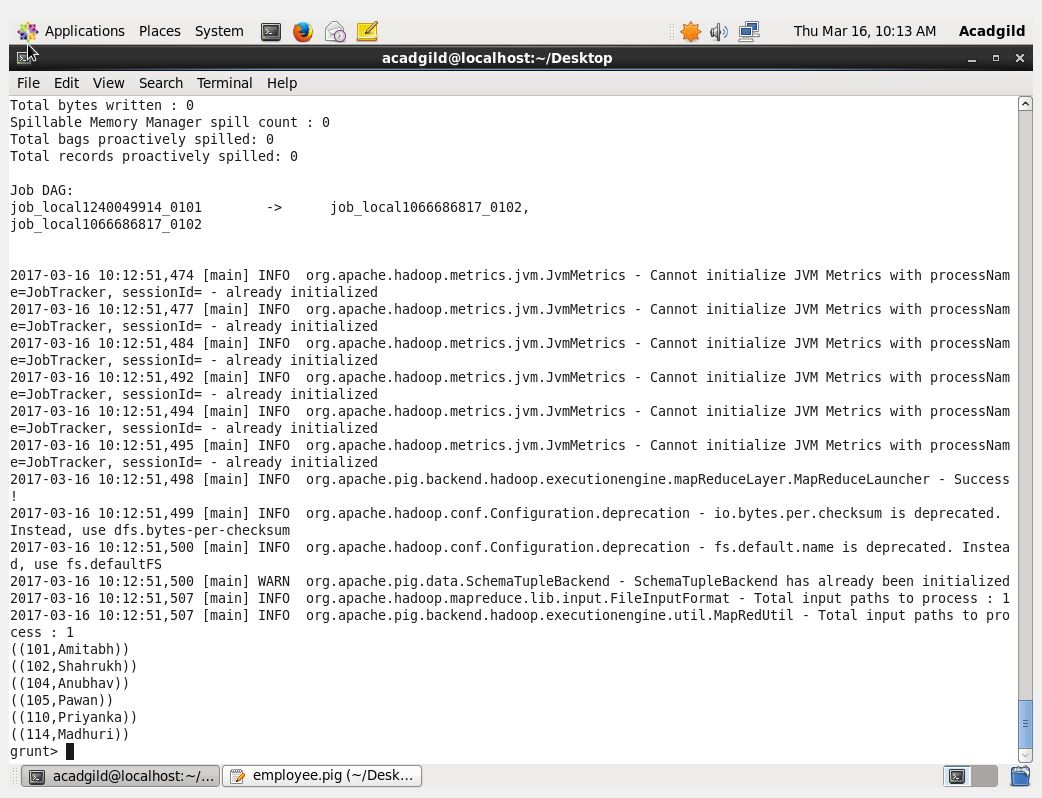 Applications Places System Thu Mar 16, 10:13 AM Acadgild
acadgild@localhost:~/Desktop
File Edit View Search Terminal Help
Total bytes written : 0
Spillable Memory Manager spill count : 0
Total bags proactively spilled: 0
Total records proactively spilled: 0
Job DAG:
job_local1240049914_0101 -> job_local1066686817_0102,
job_local1066686817_0102
2017-03-16 10:12:51,474 [main] INFO org.apache.hadoop.metrics.jvm.JvmMetrics - Cannot initialize JVM Metrics with processNam
e=JobTracker, sessionId= - already initialized
2017-03-16 10:12:51,477 [main] INFO org.apache.hadoop.metrics.jvm.JvmMetrics - Cannot initialize JVM Metrics with processNam
e=JobTracker, sessionId= - already initialized
2017-03-16 10:12:51,484 [main] INFO org.apache.hadoop.metrics.jvm.JvmMetrics - Cannot initialize JVM Metrics with processNam
e=JobTracker, sessionId= - already initialized
2017-03-16 10:12:51,492 [main] INFO org.apache.hadoop.metrics.jvm.JvmMetrics - Cannot initialize JVM Metrics with processNam
e=JobTracker, sessionId= - already initialized
2017-03-16 10:12:51,494 [main] INFO org.apache.hadoop.metrics.jvm.JvmMetrics - Cannot initialize JVM Metrics with processNam
e=JobTracker, sessionId= - already initialized
2017-03-16 10:12:51,495 [main] INFO org.apache.hadoop.metrics.jvm.JvmMetrics - Cannot initialize JVM Metrics with processNam
e=JobTracker, sessionId= - already initialized
2017-03-16 10:12:51,498 [main] INFO org.apache.pig.backend.hadoop.executionengine.mapReduceLayer.MapReduceLauncher - Success
!
2017-03-16 10:12:51,499 [main] INFO org.apache.hadoop.conf.Configuration.deprecation - io.bytes.per.checksum is deprecated.
Instead, use dfs.bytes-per-checksum
2017-03-16 10:12:51,500 [main] INFO org.apache.hadoop.conf.Configuration.deprecation - fs.default.name is deprecated. Instea
d, use fs.defaultFS
2017-03-16 10:12:51,500 [main] WARN org.apache.pig.data.SchemaTupleBackend - SchemaTupleBackend has already been initialized
2017-03-16 10:12:51,507 [main] INFO org.apache.hadoop.mapreduce.lib.input.FileInputFormat - Total input paths to process : 1
2017-03-16 10:12:51,507 [main] INFO org.apache.pig.backend.hadoop.executionengine.util.MapRedUtil - Total input paths to pro
cess : 1
((101,Amitabh))
((102,Shahrukh))
((104,Anubhav))
((105,Pawan))
((110,Priyanka))
((114,Madhuri))
grunt>
acadgild@localhost:~/... employee.pig (~/Desk...